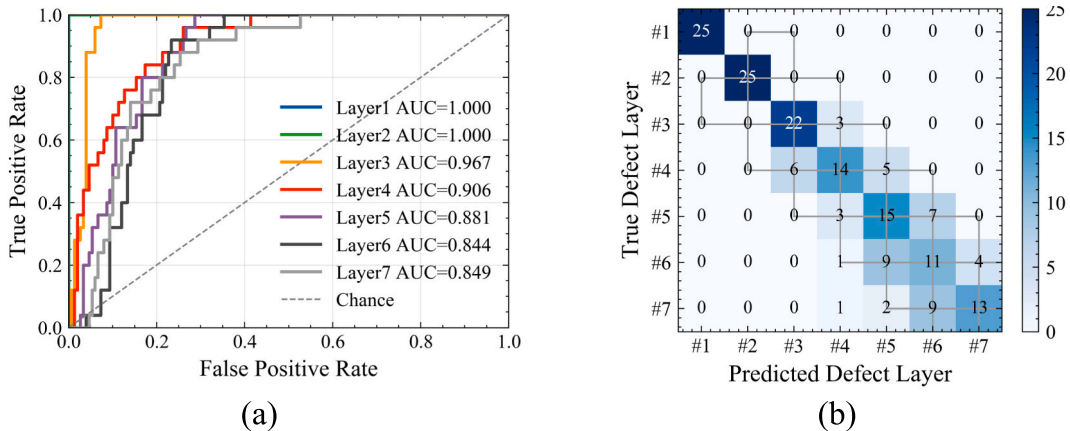 1.0
0.8
0.6
0.4
0.2
0.0
True Positive Rate
Layer1 AUC=1.000
Layer2 AUC=1.000
Layer3 AUC=0.967
Layer4 AUC=0.906
Layer5 AUC=0.881
Layer6 AUC=0.844
Layer7 AUC=0.849
Chance
0.0 0.2 0.4 0.6 0.8 1.0
False Positive Rate
(a)
True Defect Layer
#1 25 0 0 0 0 0 0
#2 0 25 0 0 0 0 0
#3 0 0 22 3 0 0 0
#4 0 0 6 14 5 0 0
#5 0 0 0 3 15 7 0
#6 0 0 0 1 9 11 4
#7 0 0 0 1 2 9 13
#1 #2 #3 #4 #5 #6 #7
Predicted Defect Layer
25
20
15
10
5
0
(b)